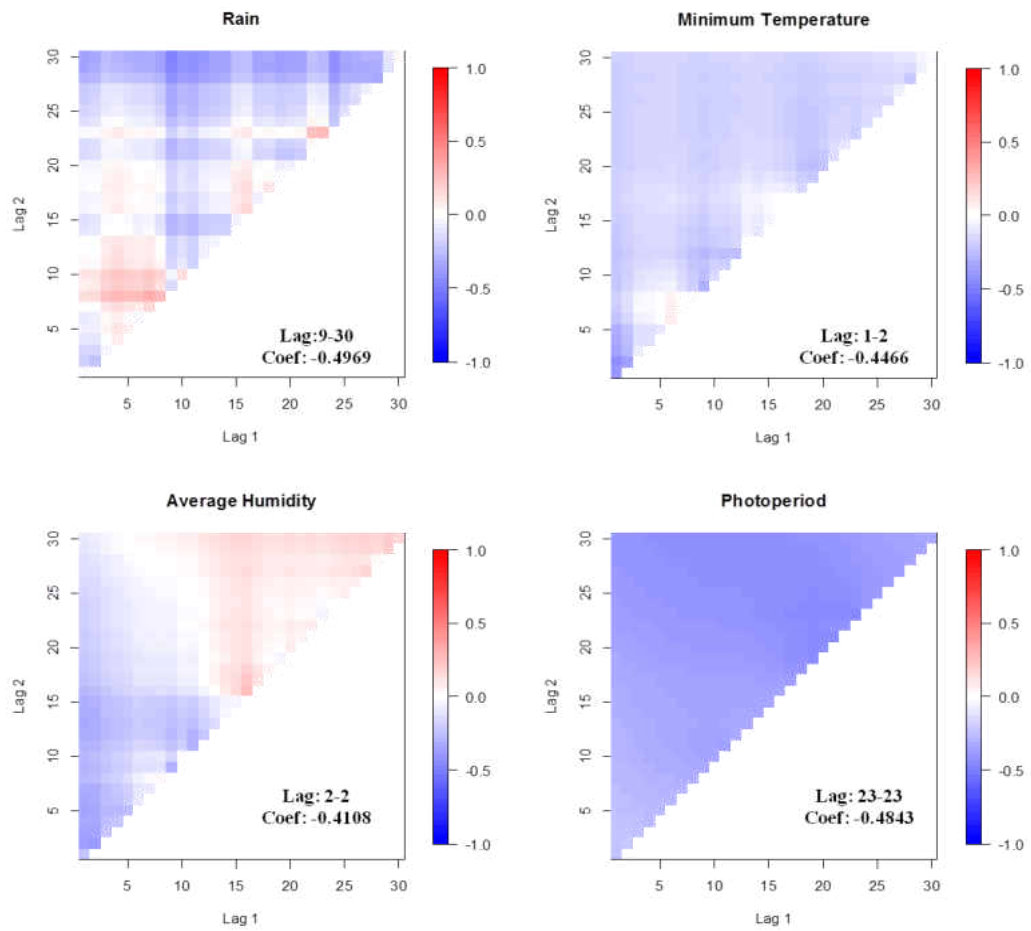 Rain
Lag 2
30
25
20
15
10
5
5 10 15 20 25 30
Lag 1
1.0
0.5
0.0
-0.5
-1.0
Lag:9-30
Coef: -0.4969
Minimum Temperature
Lag 2
30
25
20
15
10
5
5 10 15 20 25 30
Lag 1
1.0
0.5
0.0
-0.5
-1.0
Lag: 1-2
Coef: -0.4466
Average Humidity
Lag 2
30
25
20
15
10
5
5 10 15 20 25 30
Lag 1
1.0
0.5
0.0
-0.5
-1.0
Lag: 2-2
Coef: -0.4108
Photoperiod
Lag 2
30
25
20
15
10
5
5 10 15 20 25 30
Lag 1
1.0
0.5
0.0
-0.5
-1.0
Lag: 23-23
Coef: -0.4843